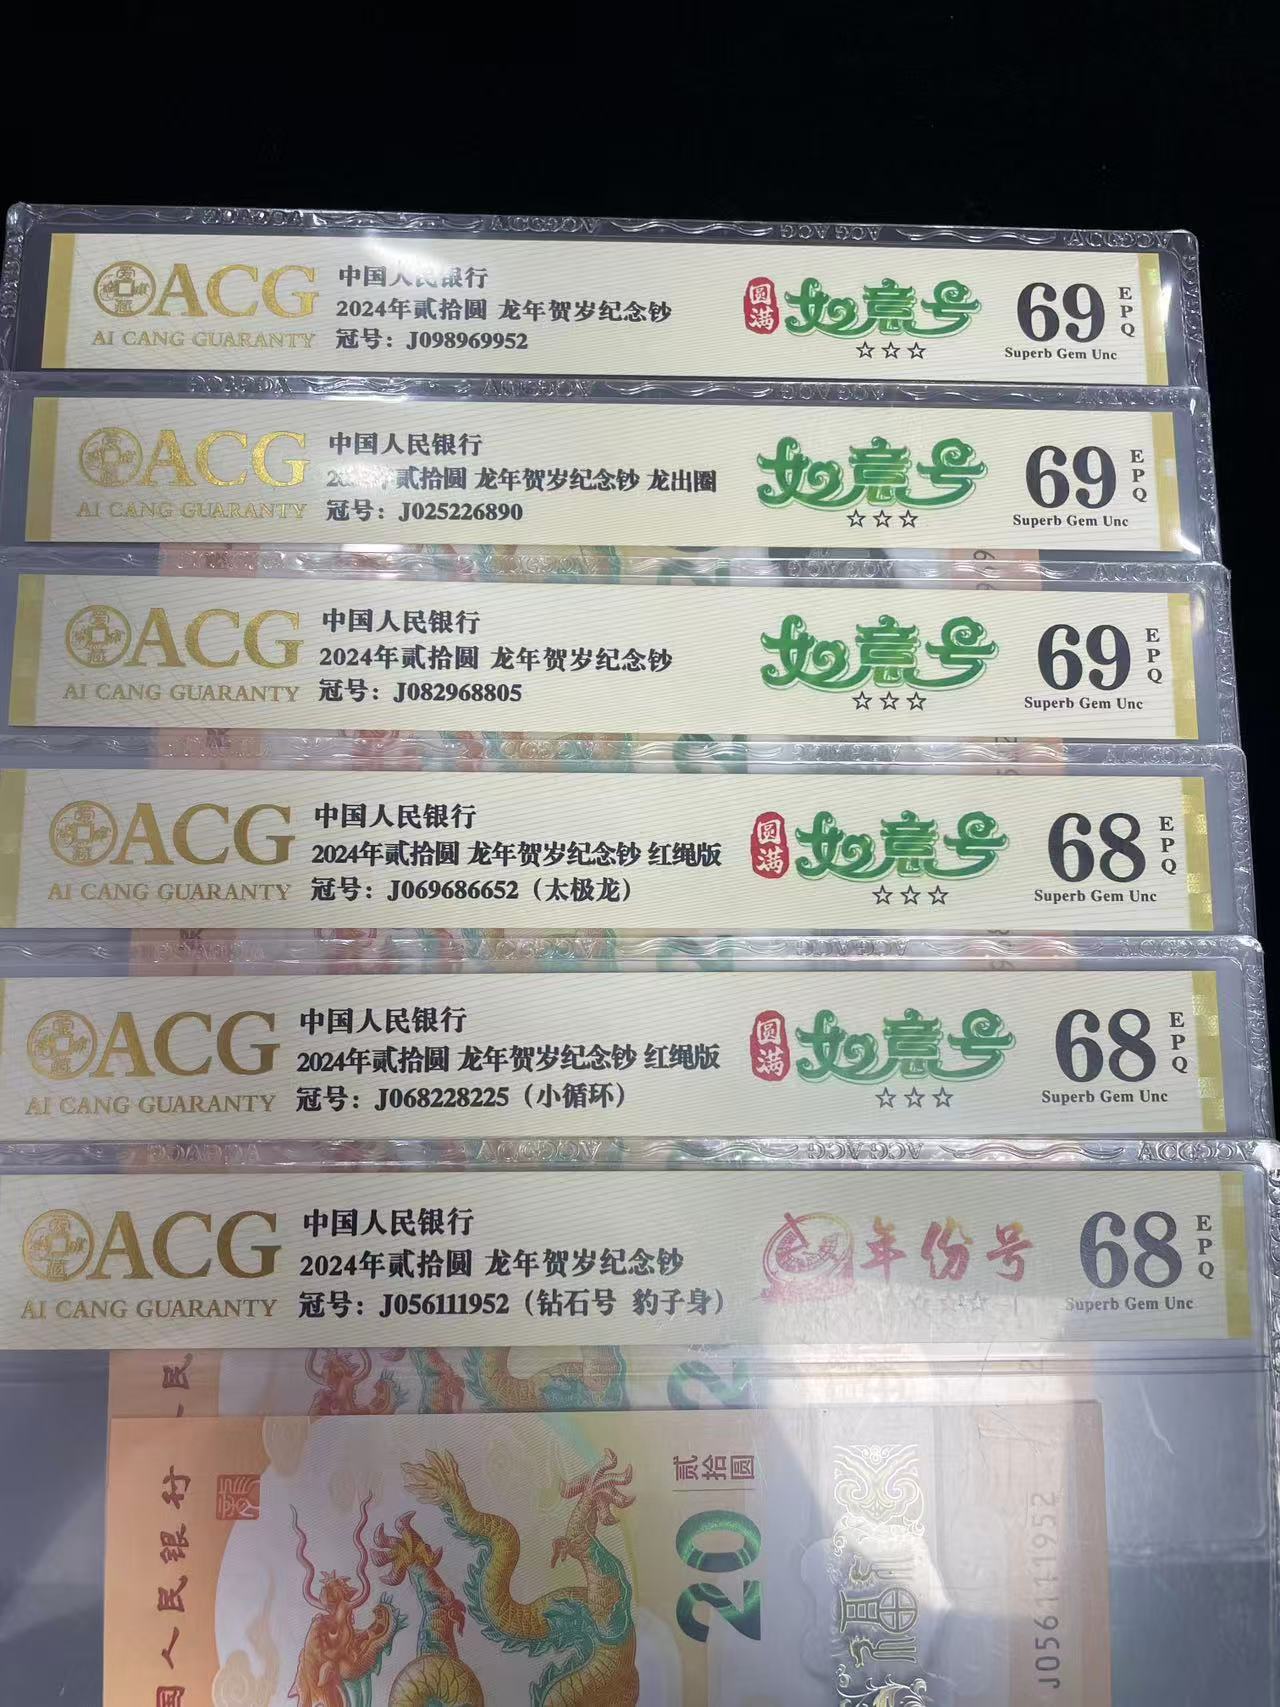 ACG
AI CANG GUARANTY
中国人民银行
2024年贰拾圆 龙年贺岁纪念钞
冠号：J098969952
圆满
如意号
☆☆☆
69
EPQ
Superb Gem Unc
ACG
AI CANG GUARANTY
中国人民银行
贰拾圆 龙年贺岁纪念钞 龙出圈
冠号：J025226890
如意号
☆☆☆
69
EPQ
Superb Gem Unc
ACG
AI CANG GUARANTY
中国人民银行
2024年贰拾圆 龙年贺岁纪念钞
冠号：J082968805
如意号
☆☆☆
69
EPQ
Superb Gem Unc
ACG
AI CANG GUARANTY
中国人民银行
2024年贰拾圆 龙年贺岁纪念钞 红绳版
冠号：J069686652（太极龙）
圆满
如意号
☆☆☆
68
EPQ
Superb Gem Unc
ACG
AI CANG GUARANTY
中国人民银行
2024年贰拾圆 龙年贺岁纪念钞 红绳版
冠号：J068228225（小循环）
圆满
如意号
☆☆☆
68
EPQ
Superb Gem Unc
ACG
AI CANG GUARANTY
中国人民银行
2024年贰拾圆 龙年贺岁纪念钞
冠号：J056111952（钻石号 豹子身）
年份号
68
EPQ
Superb Gem Unc
国人民银行
贰拾圆
20
J056111952